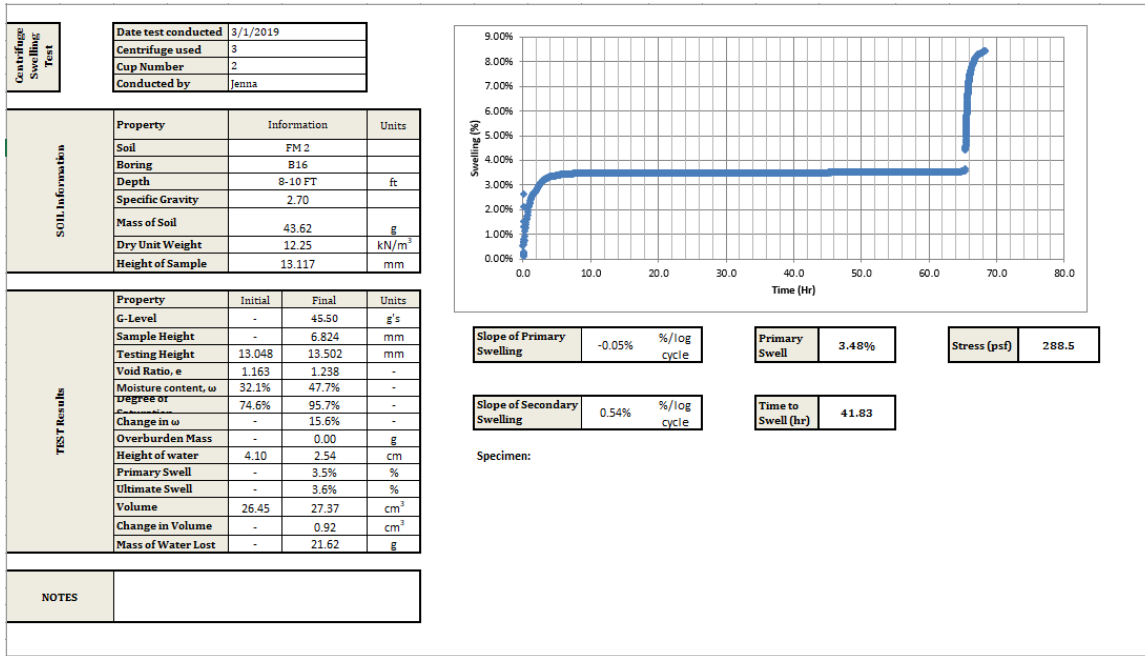 Centrifuge
Swelling
Test
Date test conducted 3/1/2019
Centrifuge used 3
Cup Number 2
Conducted by Jenna
SOIL Information
Property Information Units
Soil FM 2
Boring B16
Depth 8-10 FT ft
Specific Gravity 2.70
Mass of Soil 43.62 g
Dry Unit Weight 12.25 kN/m³
Height of Sample 13.117 mm
TEST Results
Property Initial Final Units
G-Level - 45.50 g's
Sample Height - 6.824 mm
Testing Height 13.048 13.502 mm
Void Ratio, e 1.163 1.238 -
Moisture content, ω 32.1% 47.7% -
Degree of 74.6% 95.7% -
Change in ω - 15.6% -
Overburden Mass - 0.00 g
Height of water 4.10 2.54 cm
Primary Swell - 3.5% %
Ultimate Swell - 3.6% %
Volume 26.45 27.37 cm³
Change in Volume - 0.92 cm³
Mass of Water Lost - 21.62 g
NOTES
Swelling (%)
9.00%
8.00%
7.00%
6.00%
5.00%
4.00%
3.00%
2.00%
1.00%
0.00%
0.0 10.0 20.0 30.0 40.0 50.0 60.0 70.0 80.0
Time (Hr)
Slope of Primary
Swelling
-0.05%
%/log
cycle
Primary
Swell
3.48%
Stress (psf) 288.5
Slope of Secondary
Swelling
0.54%
%/log
cycle
Time to
Swell (hr)
41.83
Specimen: